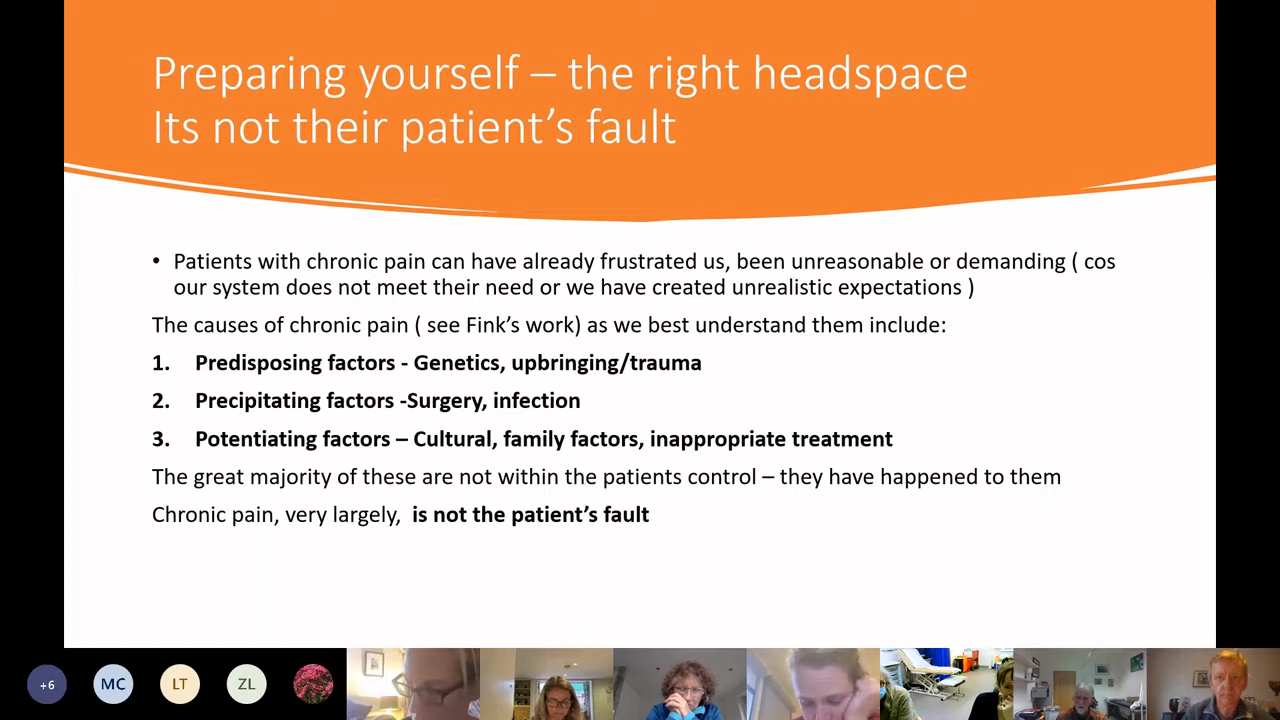 Preparing yourself – the right headspace
Its not their patient’s fault
• Patients with chronic pain can have already frustrated us, been unreasonable or demanding ( cos
our system does not meet their need or we have created unrealistic expectations )
The causes of chronic pain ( see Fink’s work) as we best understand them include:
1. Predisposing factors - Genetics, upbringing/trauma
2. Precipitating factors -Surgery, infection
3. Potentiating factors – Cultural, family factors, inappropriate treatment
The great majority of these are not within the patients control – they have happened to them
Chronic pain, very largely,  is not the patient’s fault
+6 MC LT ZL